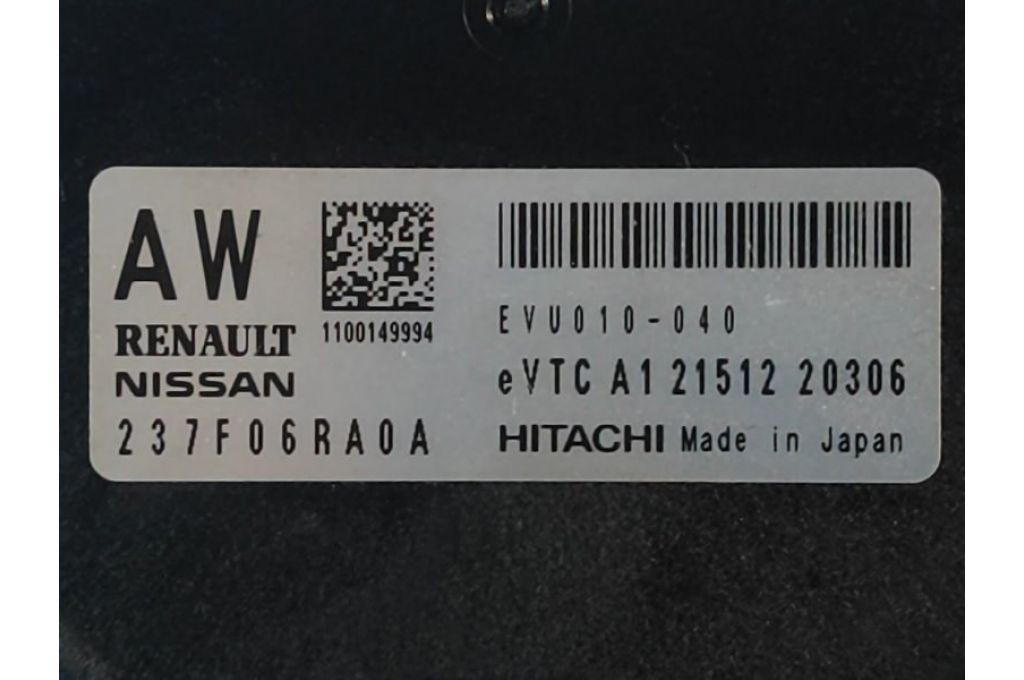 AW
1100149994
RENAULT
NISSAN
237F06RA0A
EVU010-040
eVTC A1 21512 20306
HITACHI Made in Japan